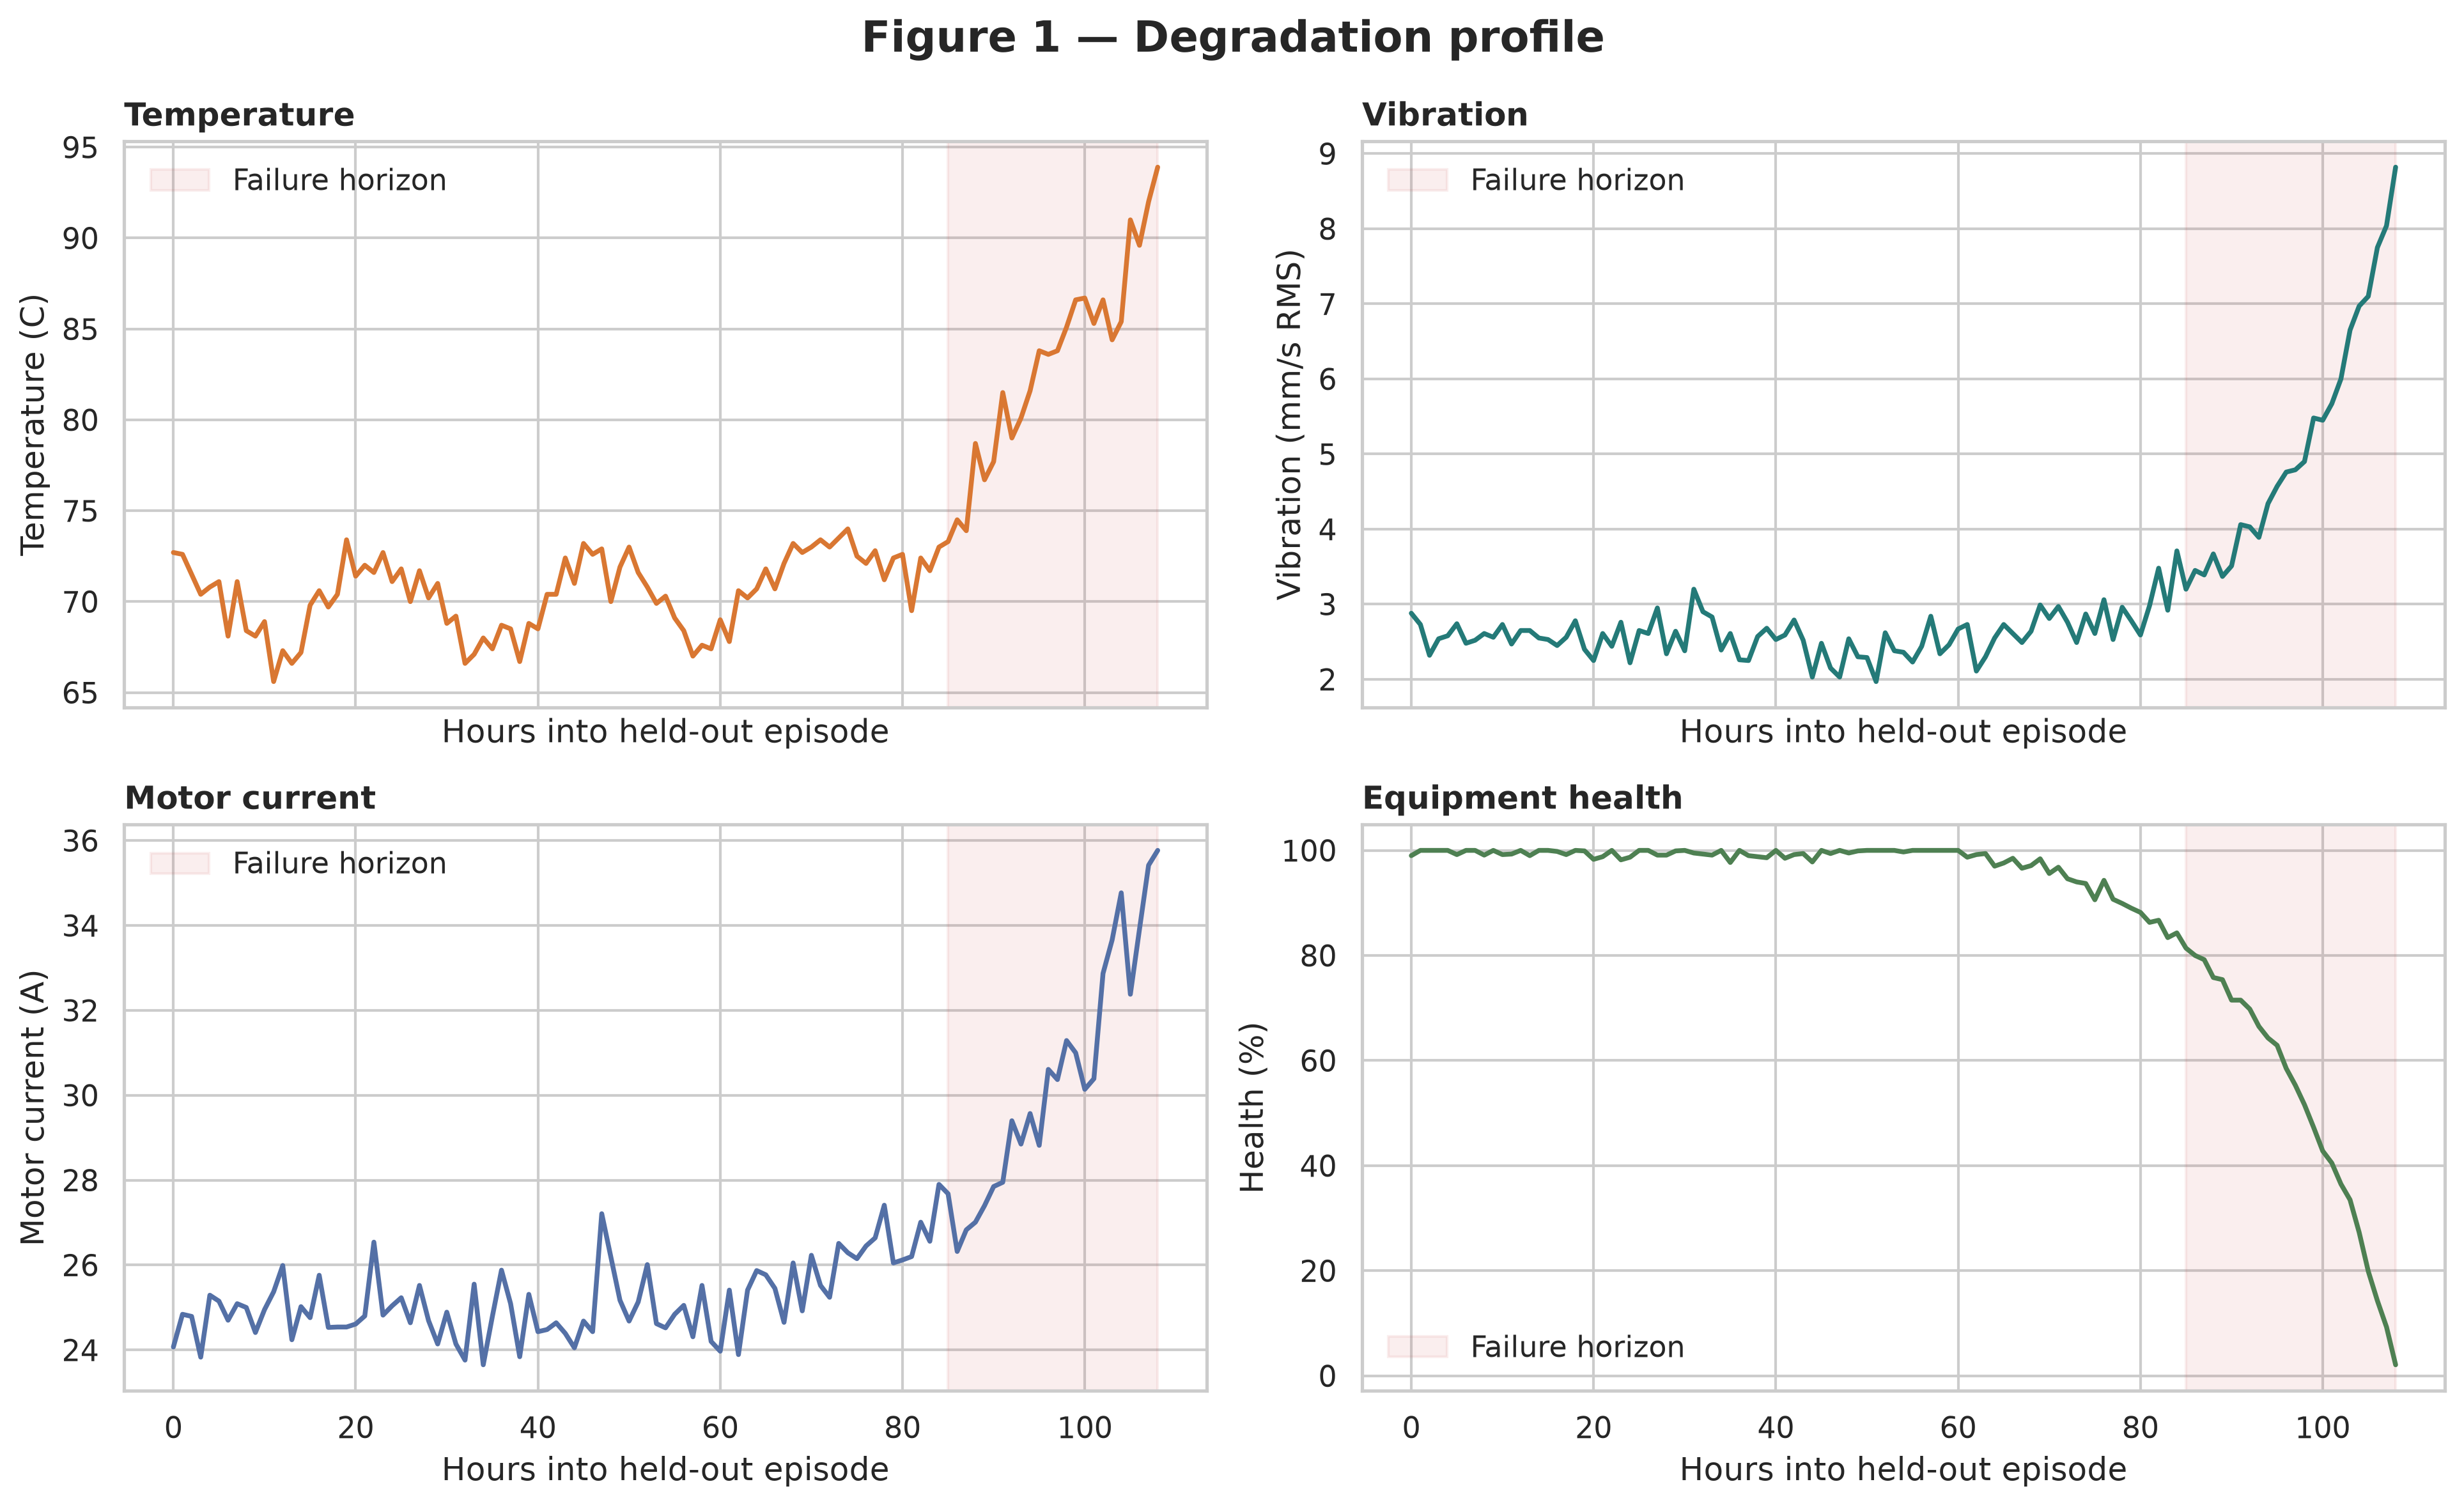 Figure 1 — Degradation profile
Temperature
95
90
85
80
75
70
65
Temperature (C)
Failure horizon
Hours into held-out episode
Vibration
9
8
7
6
5
4
3
2
Vibration (mm/s RMS)
Failure horizon
Hours into held-out episode
Motor current
36
34
32
30
28
26
24
Motor current (A)
Failure horizon
0 20 40 60 80 100
Hours into held-out episode
Equipment health
100
80
60
40
20
0
Health (%)
Failure horizon
0 20 40 60 80 100
Hours into held-out episode